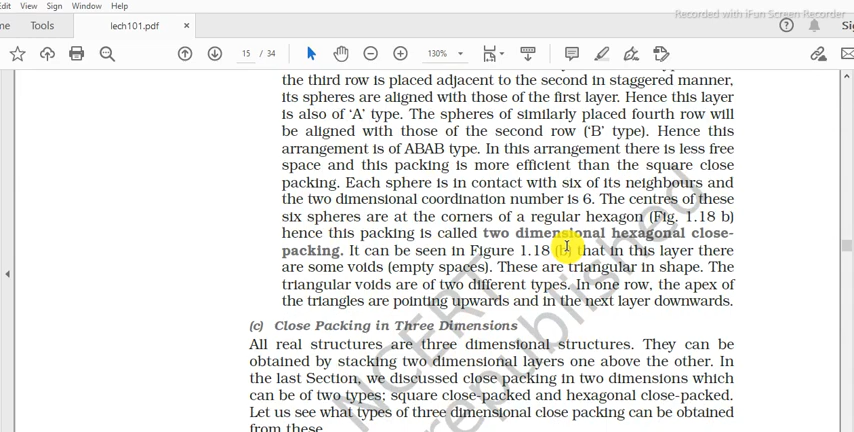 Edit View Sign Window Help
Recorded with iFun Screen Recorder
Tools lech101.pdf ×
15 / 34 130%
the third row is placed adjacent to the second in staggered manner,
its spheres are aligned with those of the first layer. Hence this layer
is also of ‘A’ type. The spheres of similarly placed fourth row will
be aligned with those of the second row (‘B’ type). Hence this
arrangement is of ABAB type. In this arrangement there is less free
space and this packing is more efficient than the square close
packing. Each sphere is in contact with six of its neighbours and
the two dimensional coordination number is 6. The centres of these
six spheres are at the corners of a regular hexagon (Fig. 1.18 b)
hence this packing is called two dimensional hexagonal close-
packing. It can be seen in Figure 1.18 (b) that in this layer there
are some voids (empty spaces). These are triangular in shape. The
triangular voids are of two different types. In one row, the apex of
the triangles are pointing upwards and in the next layer downwards.
(c) Close Packing in Three Dimensions
All real structures are three dimensional structures. They can be
obtained by stacking two dimensional layers one above the other. In
the last Section, we discussed close packing in two dimensions which
can be of two types; square close-packed and hexagonal close-packed.
Let us see what types of three dimensional close packing can be obtained
from these.
NCERT
republished